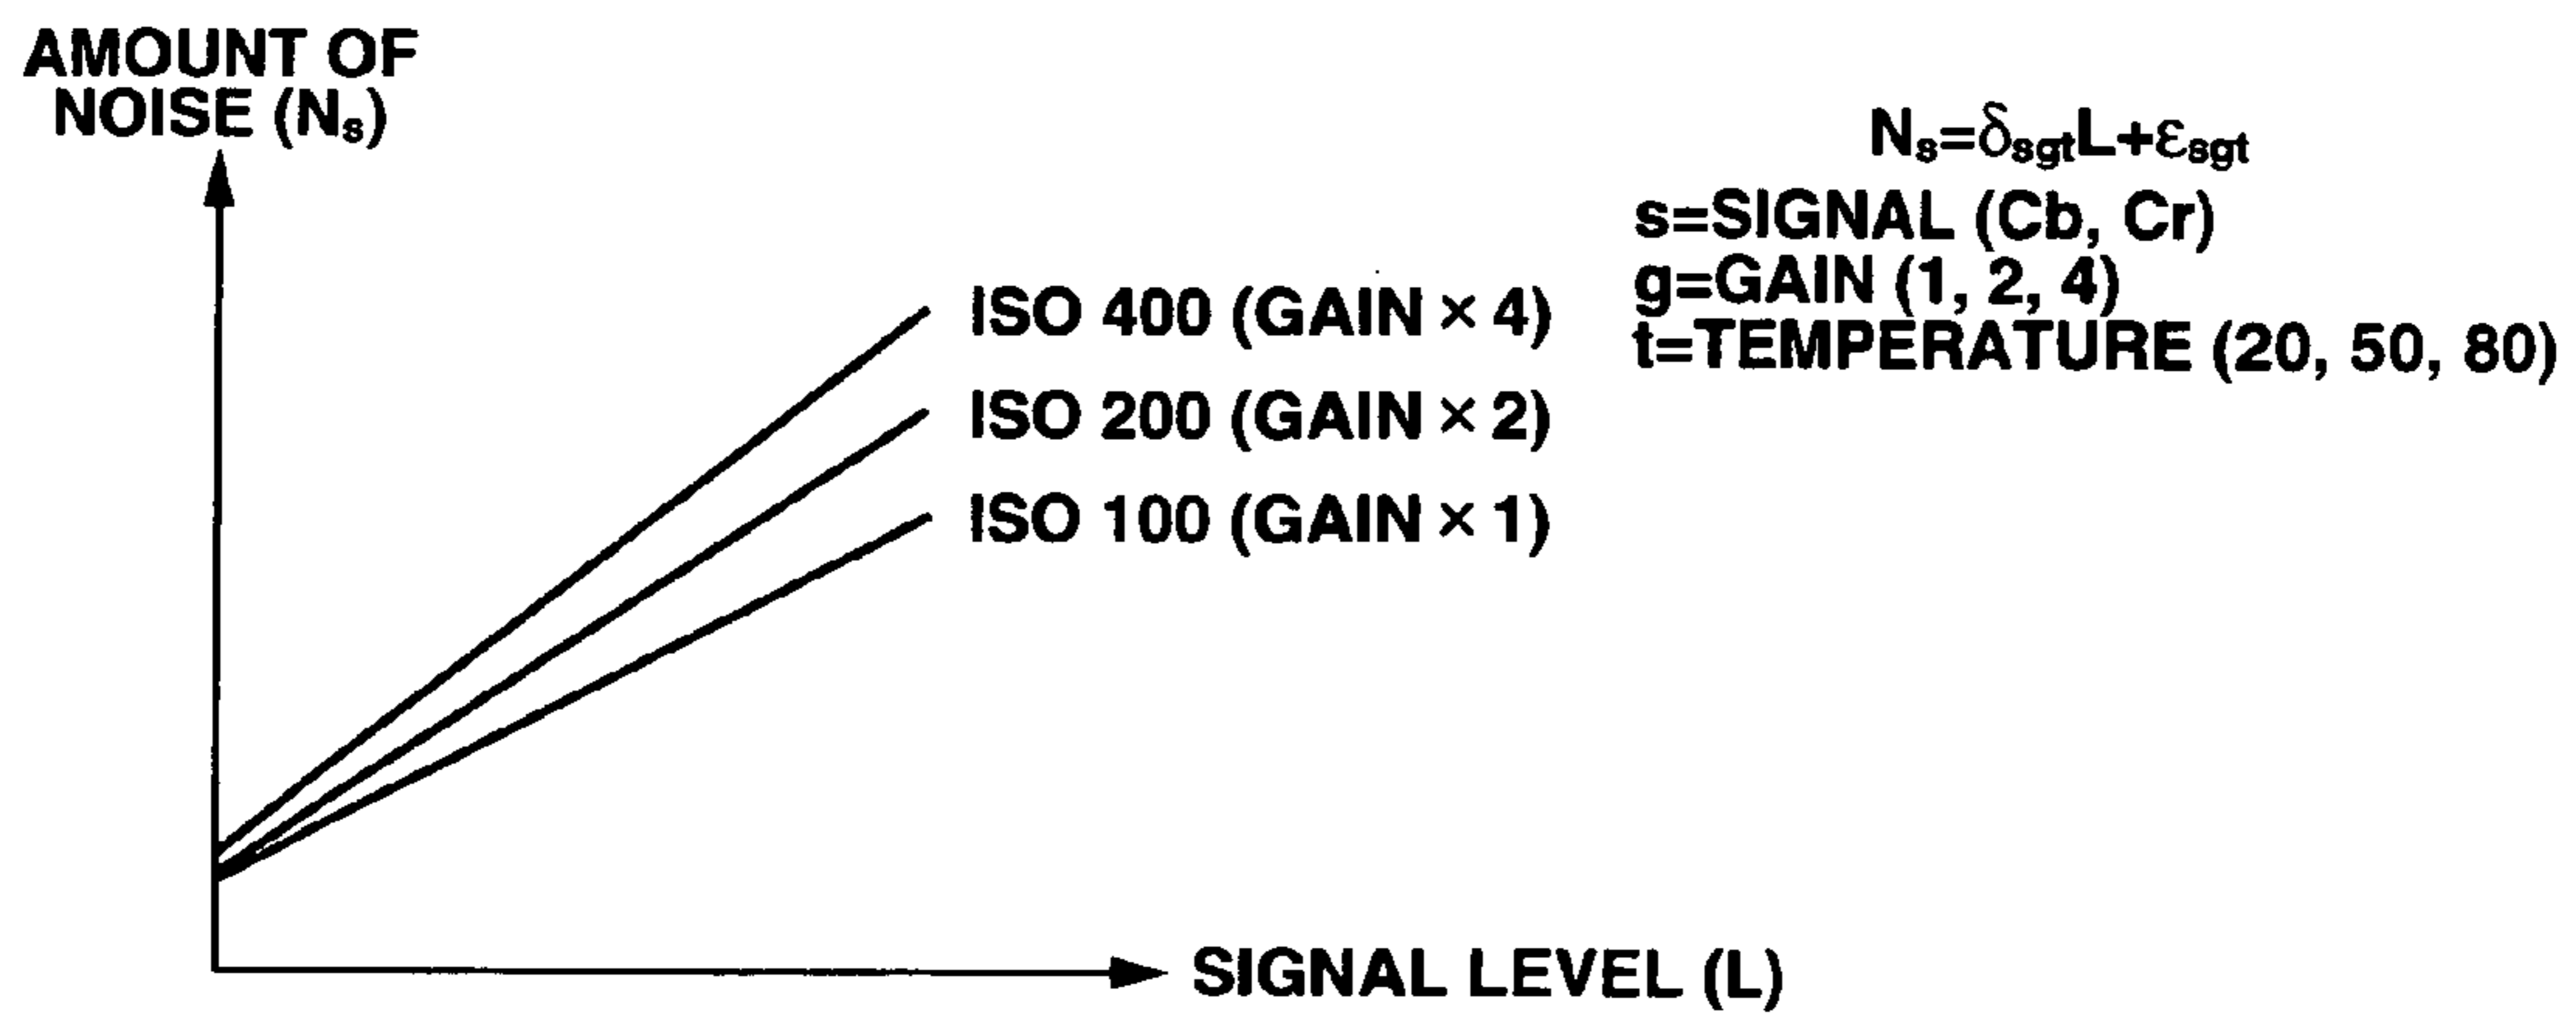 AMOUNT OF
NOISE (Ns)
Ns=δsgtL+εsgt
s=SIGNAL (Cb, Cr)
g=GAIN (1, 2, 4)
t=TEMPERATURE (20, 50, 80)
ISO 400 (GAIN × 4)
ISO 200 (GAIN × 2)
ISO 100 (GAIN × 1)
SIGNAL LEVEL (L)